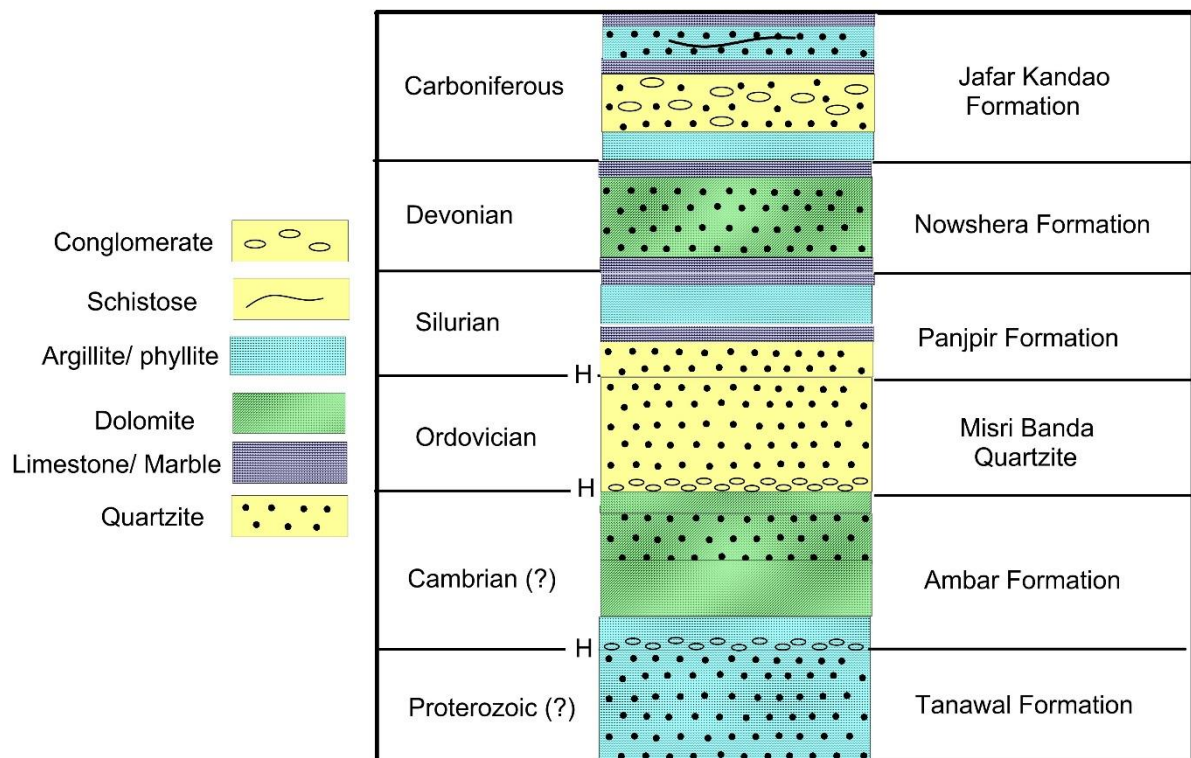 Conglomerate
Schistose
Argillite/ phyllite
Dolomite
Limestone/ Marble
Quartzite
Carboniferous
Jafar Kandao
Formation
Devonian
Nowshera Formation
Silurian
Panjpir Formation
H
Ordovician
Misri Banda
Quartzite
H
Cambrian (?)
Ambar Formation
H
Proterozoic (?)
Tanawal Formation